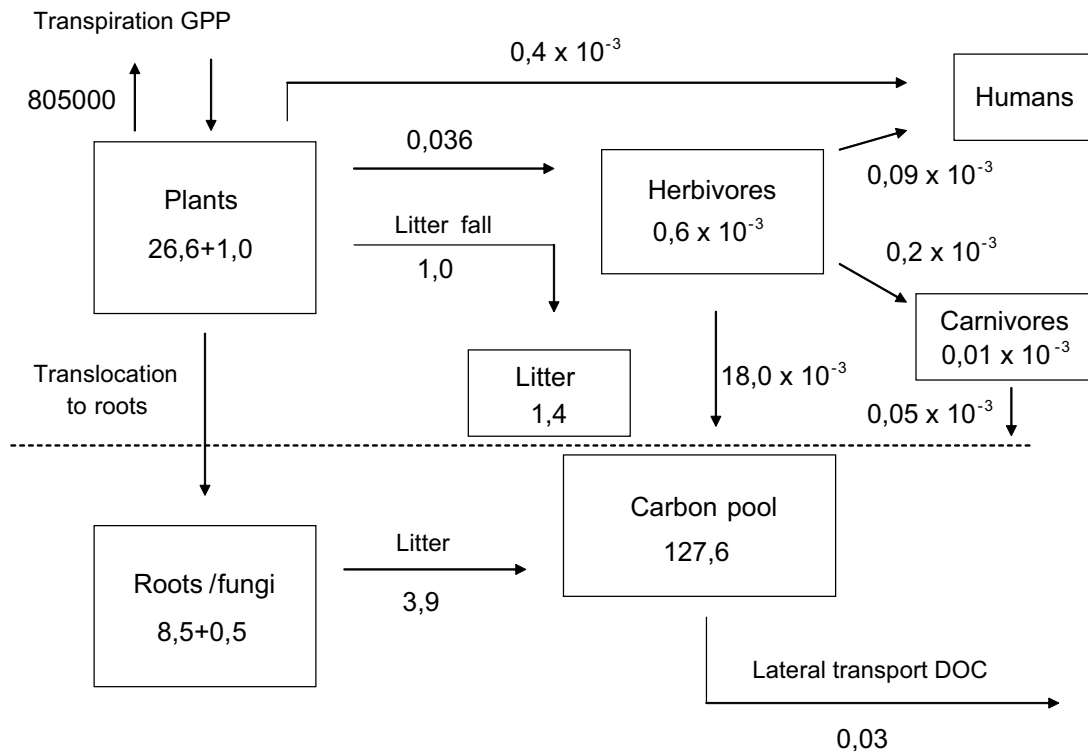 Transpiration GPP
805000
0,4 x 10⁻³
Humans
0,036
0,09 x 10⁻³
Plants
26,6+1,0
Herbivores
0,6 x 10⁻³
Litter fall
1,0
0,2 x 10⁻³
Carnivores
0,01 x 10⁻³
Translocation
to roots
Litter
1,4
18,0 x 10⁻³
0,05 x 10⁻³
Carbon pool
127,6
Roots /fungi
8,5+0,5
Litter
3,9
Lateral transport DOC
0,03